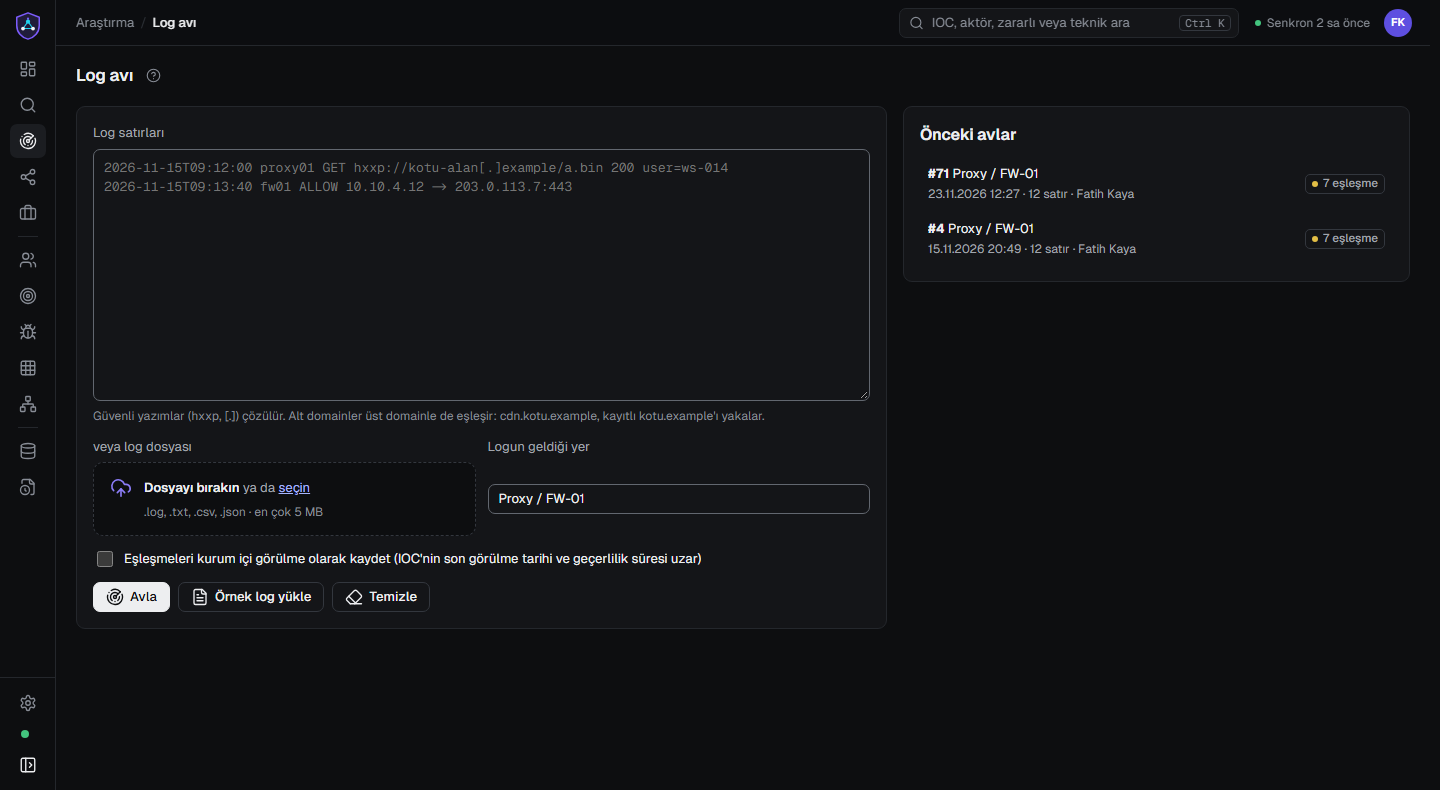 Araştırma / Log avı
IOC, aktör, zararlı veya teknik ara
Ctrl K
Senkron 2 sa önce
FK
Log avı
?
Log satırları
2026-11-15T09:12:00 proxy01 GET hxxp://kotu-alan[.]example/a.bin 200 user=ws-014
2026-11-15T09:13:40 fw01 ALLOW 10.10.4.12 → 203.0.113.7:443
Güvenli yazımlar (hxxp, [.]) çözülür. Alt domainler üst domainle de eşleşir: cdn.kotu.example, kayıtlı kotu.example'ı yakalar.
veya log dosyası
Dosyayı bırakın ya da seçin
.log, .txt, .csv, .json · en çok 5 MB
Logun geldiği yer
Proxy / FW-01
Eşleşmeleri kurum içi görülme olarak kaydet (IOC'nin son görülme tarihi ve geçerlilik süresi uzar)
Avla
Örnek log yükle
Temizle
Önceki avlar
#71 Proxy / FW-01
23.11.2026 12:27 · 12 satır · Fatih Kaya
7 eşleşme
#4 Proxy / FW-01
15.11.2026 20:49 · 12 satır · Fatih Kaya
7 eşleşme